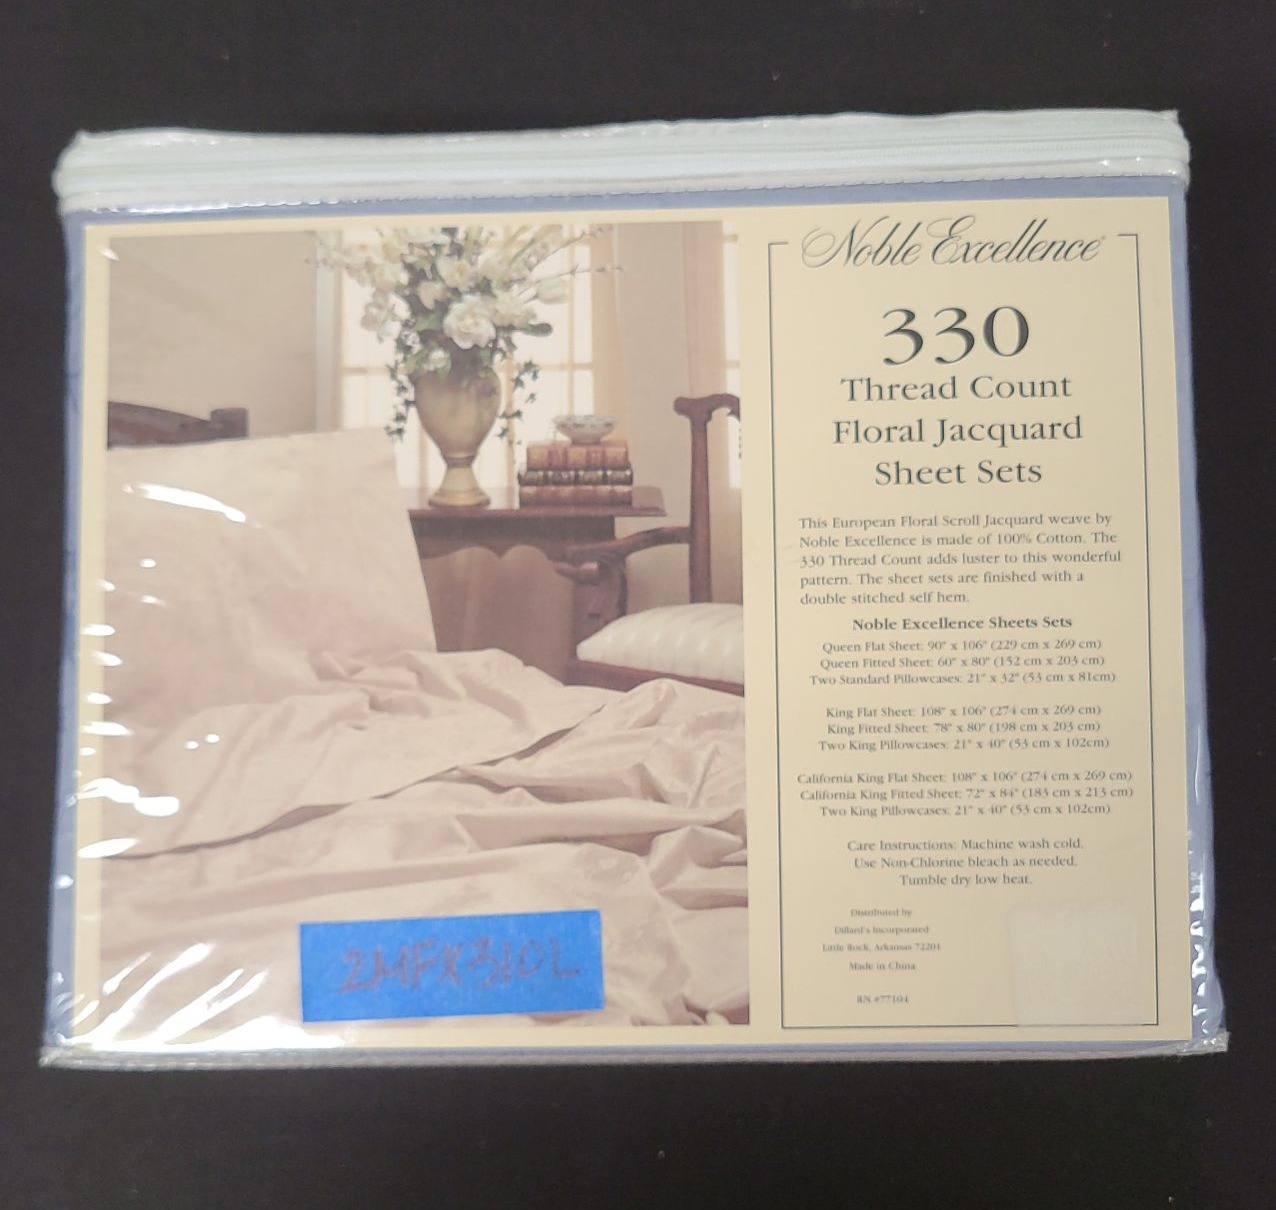 Noble Excellence
330
Thread Count
Floral Jacquard
Sheet Sets
This European Floral Scroll Jacquard weave by
Noble Excellence is made of 100% Cotton. The
330 Thread Count adds luster to this wonderful
pattern. The sheet sets are finished with a
double stitched self hem.
Noble Excellence Sheets Sets
Queen Flat Sheet: 90" x 106" (229 cm x 269 cm)
Queen Fitted Sheet: 60" x 80" (152 cm x 203 cm)
Two Standard Pillowcases: 21" x 32" (53 cm x 81cm)
King Flat Sheet: 108" x 106" (274 cm x 269 cm)
King Fitted Sheet: 78" x 80" (198 cm x 203 cm)
Two King Pillowcases: 21" x 40" (53 cm x 102cm)
California King Flat Sheet: 108" x 106" (274 cm x 269 cm)
California King Fitted Sheet: 72" x 84" (183 cm x 213 cm)
Two King Pillowcases: 21" x 40" (53 cm x 102cm)
Care Instructions: Machine wash cold.
Use Non-Chlorine bleach as needed.
Tumble dry low heat.
Distributed by
Dillard's Incorporated
Little Rock, Arkansas 72201
Made in China
RN #77104
2MFX310L